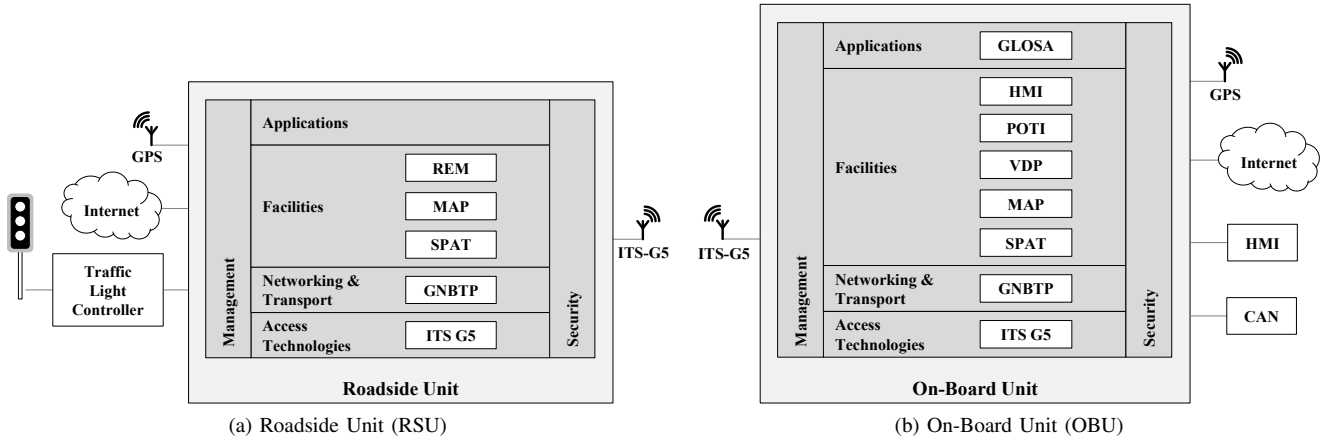 GPS
Internet
Traffic
Light
Controller
Management
Applications
Facilities
REM
MAP
SPAT
Networking &
Transport
GNBTP
Access
Technologies
ITS G5
Security
Roadside Unit
ITS-G5
(a) Roadside Unit (RSU)
ITS-G5
Management
Applications
GLOSA
Facilities
HMI
POTI
VDP
MAP
SPAT
Networking &
Transport
GNBTP
Access
Technologies
ITS G5
Security
On-Board Unit
GPS
Internet
HMI
CAN
(b) On-Board Unit (OBU)